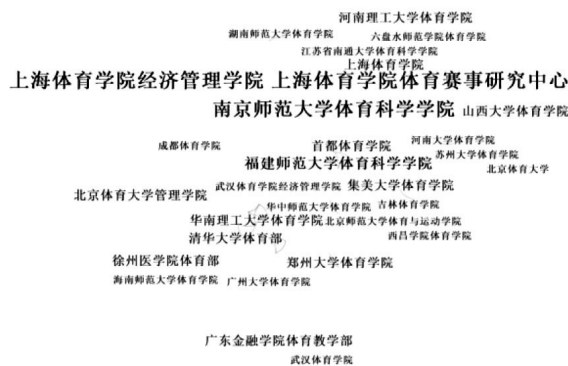 河南理工大学体育学院
湖南师范大学体育学院 六盘水师范学院体育学院
江苏省南通大学体育科学学院
上海体育学院
上海体育学院经济管理学院 上海体育学院体育赛事研究中心
南京师范大学体育科学学院 山西大学体育学院
成都体育学院 首都体育学院 河南大学体育学院
苏州大学体育学院
福建师范大学体育科学学院 北京体育大学
武汉体育学院经济管理学院 集美大学体育学院
北京体育大学管理学院
华中师范大学体育学院 吉林体育学院
华南理工大学体育学院 北京师范大学体育与运动学院
清华大学体育部 西昌学院体育学院
徐州医学院体育部 郑州大学体育学院
海南师范大学体育学院 广州大学体育学院
广东金融学院体育教学部
武汉体育学院